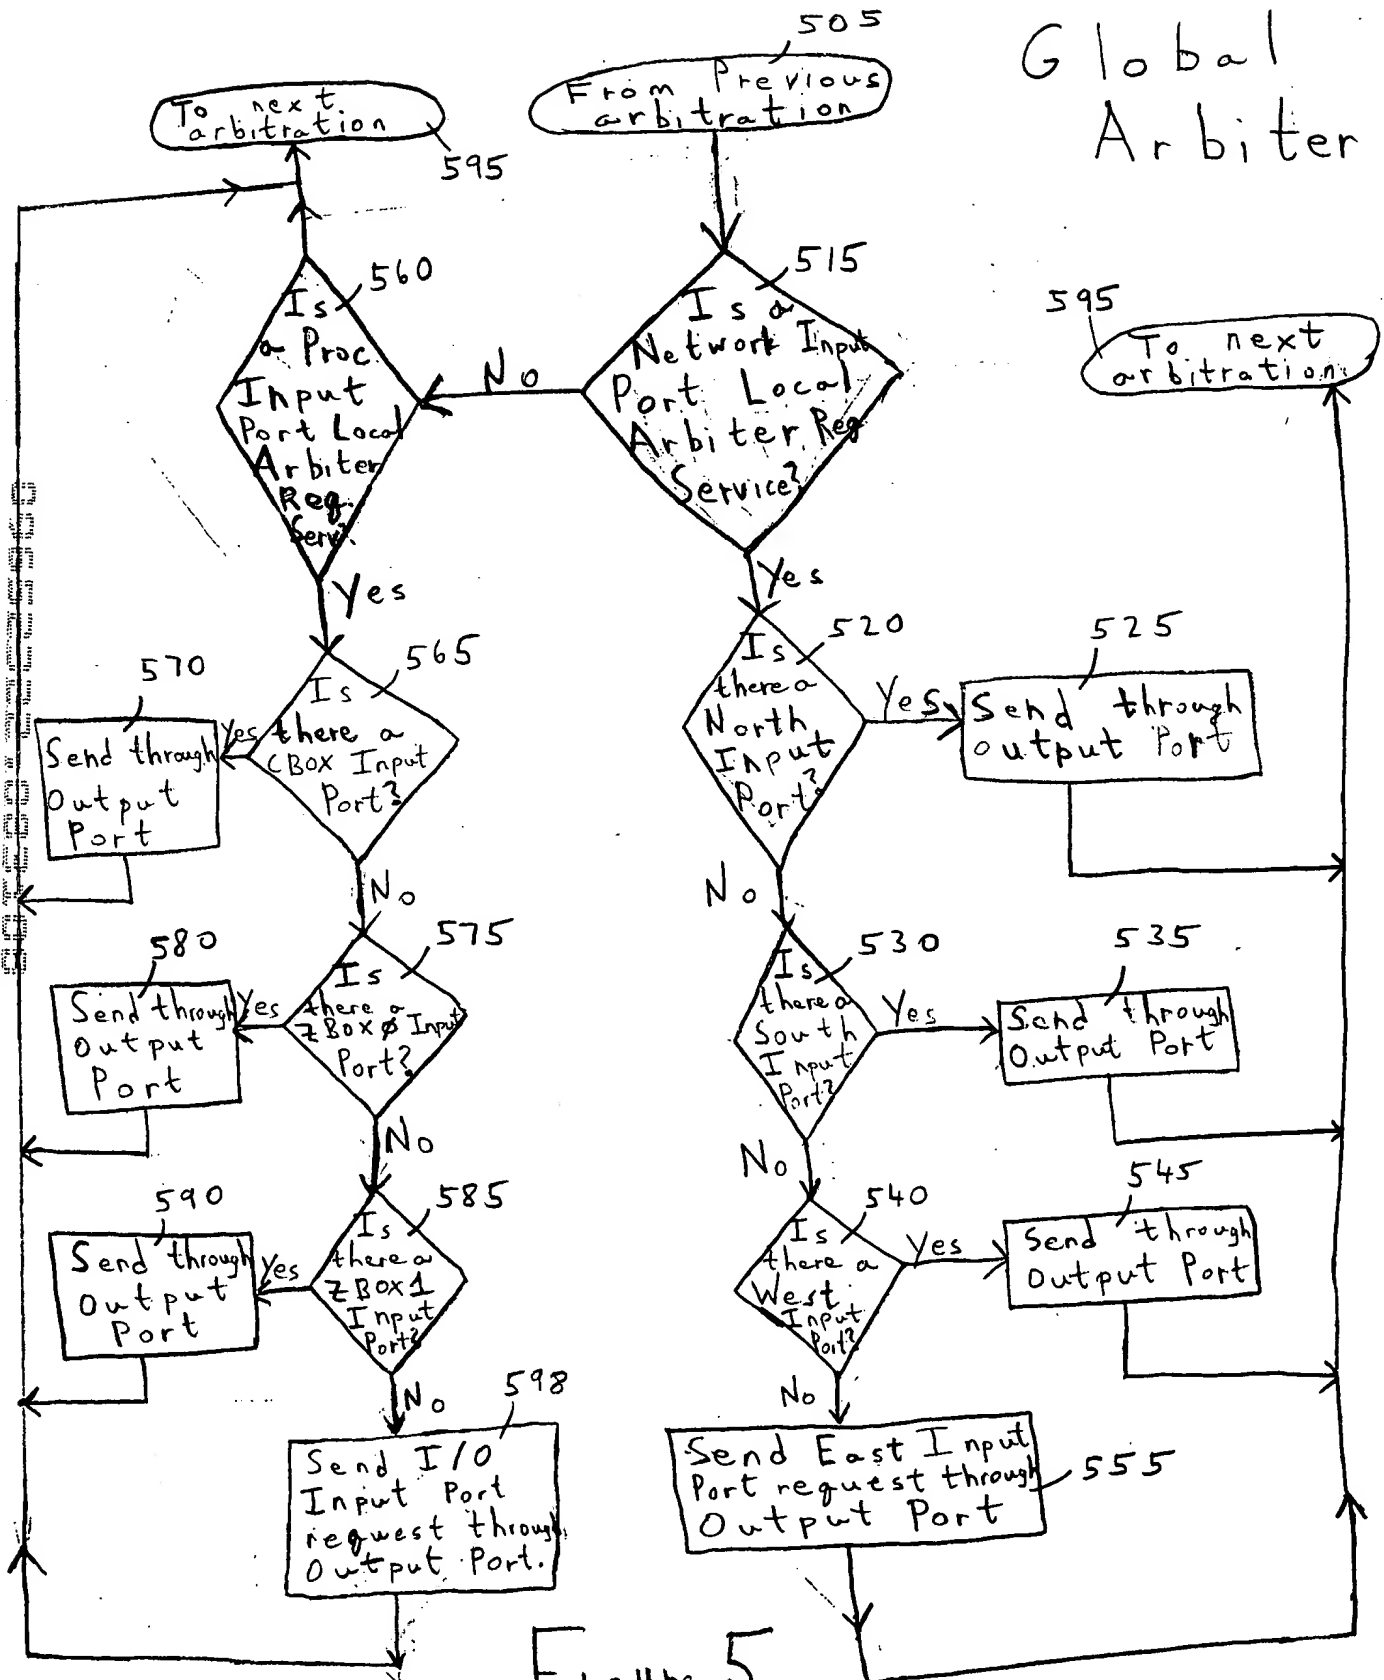 505
Global
Arbiter
To next
arbitration
595
From Previous
arbitration
515
Is a
Network Input
Port Local
Arbiter Req
Service?
No
Yes
560
Is
a Proc.
Input
Port Local
Arbiter
Req.
Serv?
Yes
595
To next
arbitration
520
Is
there a
North
Input
Port?
Yes
525
Send through
output Port
No
530
Is
there a
South
Input
Port?
Yes
535
Send through
Output Port
No
540
Is
there a
West
Input
Port?
Yes
545
Send through
Output Port
No
Send East Input
Port request through
Output Port
555
565
Is
there a
CBOX Input
Port?
Yes
570
Send through
Output
Port
No
575
Is
there a
ZBOXØ Input
Port?
Yes
580
Send through
Output
Port
No
585
Is
there a
ZBOX1
Input
Port?
Yes
590
Send through
Output
Port
No
598
Send I/O
Input Port
request through
Output Port.
Figure 5